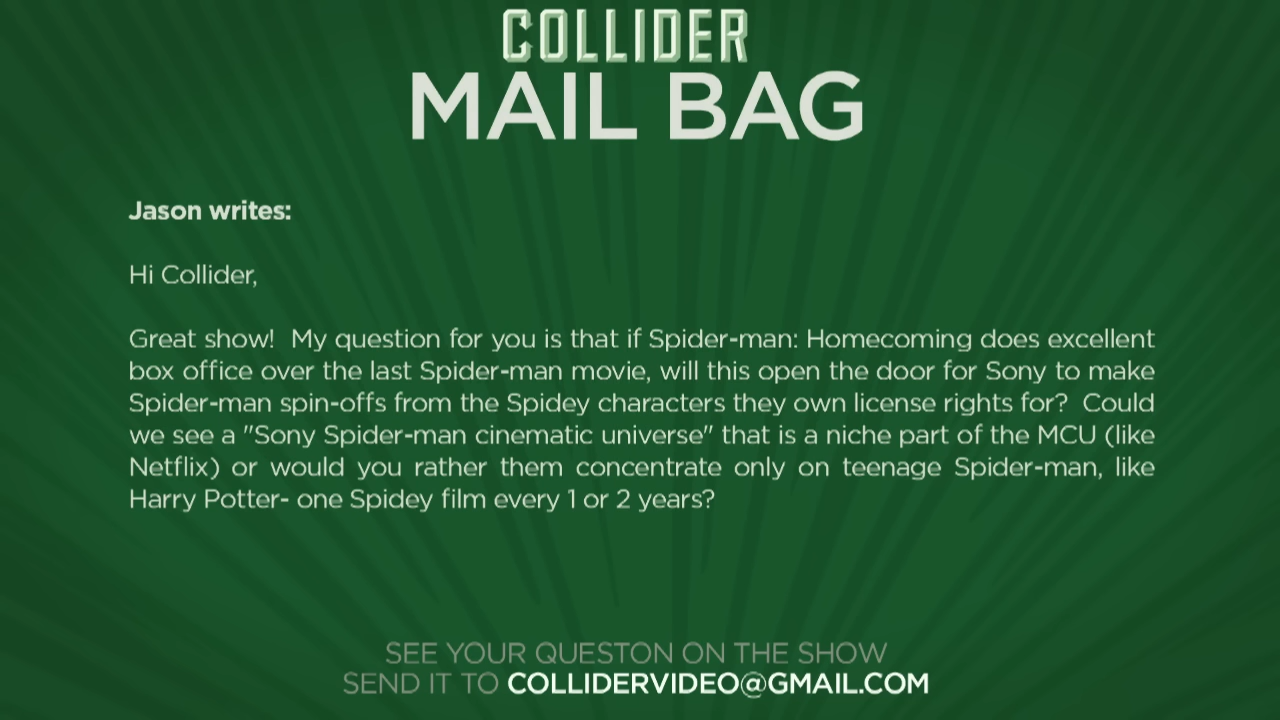 COLLIDER
MAIL BAG
Jason writes:
Hi Collider,
Great show!  My question for you is that if Spider-man: Homecoming does excellent
box office over the last Spider-man movie, will this open the door for Sony to make
Spider-man spin-offs from the Spidey characters they own license rights for?  Could
we see a "Sony Spider-man cinematic universe" that is a niche part of the MCU (like
Netflix) or would you rather them concentrate only on teenage Spider-man, like
Harry Potter- one Spidey film every 1 or 2 years?
SEE YOUR QUESTON ON THE SHOW
SEND IT TO COLLIDERVIDEO@GMAIL.COM